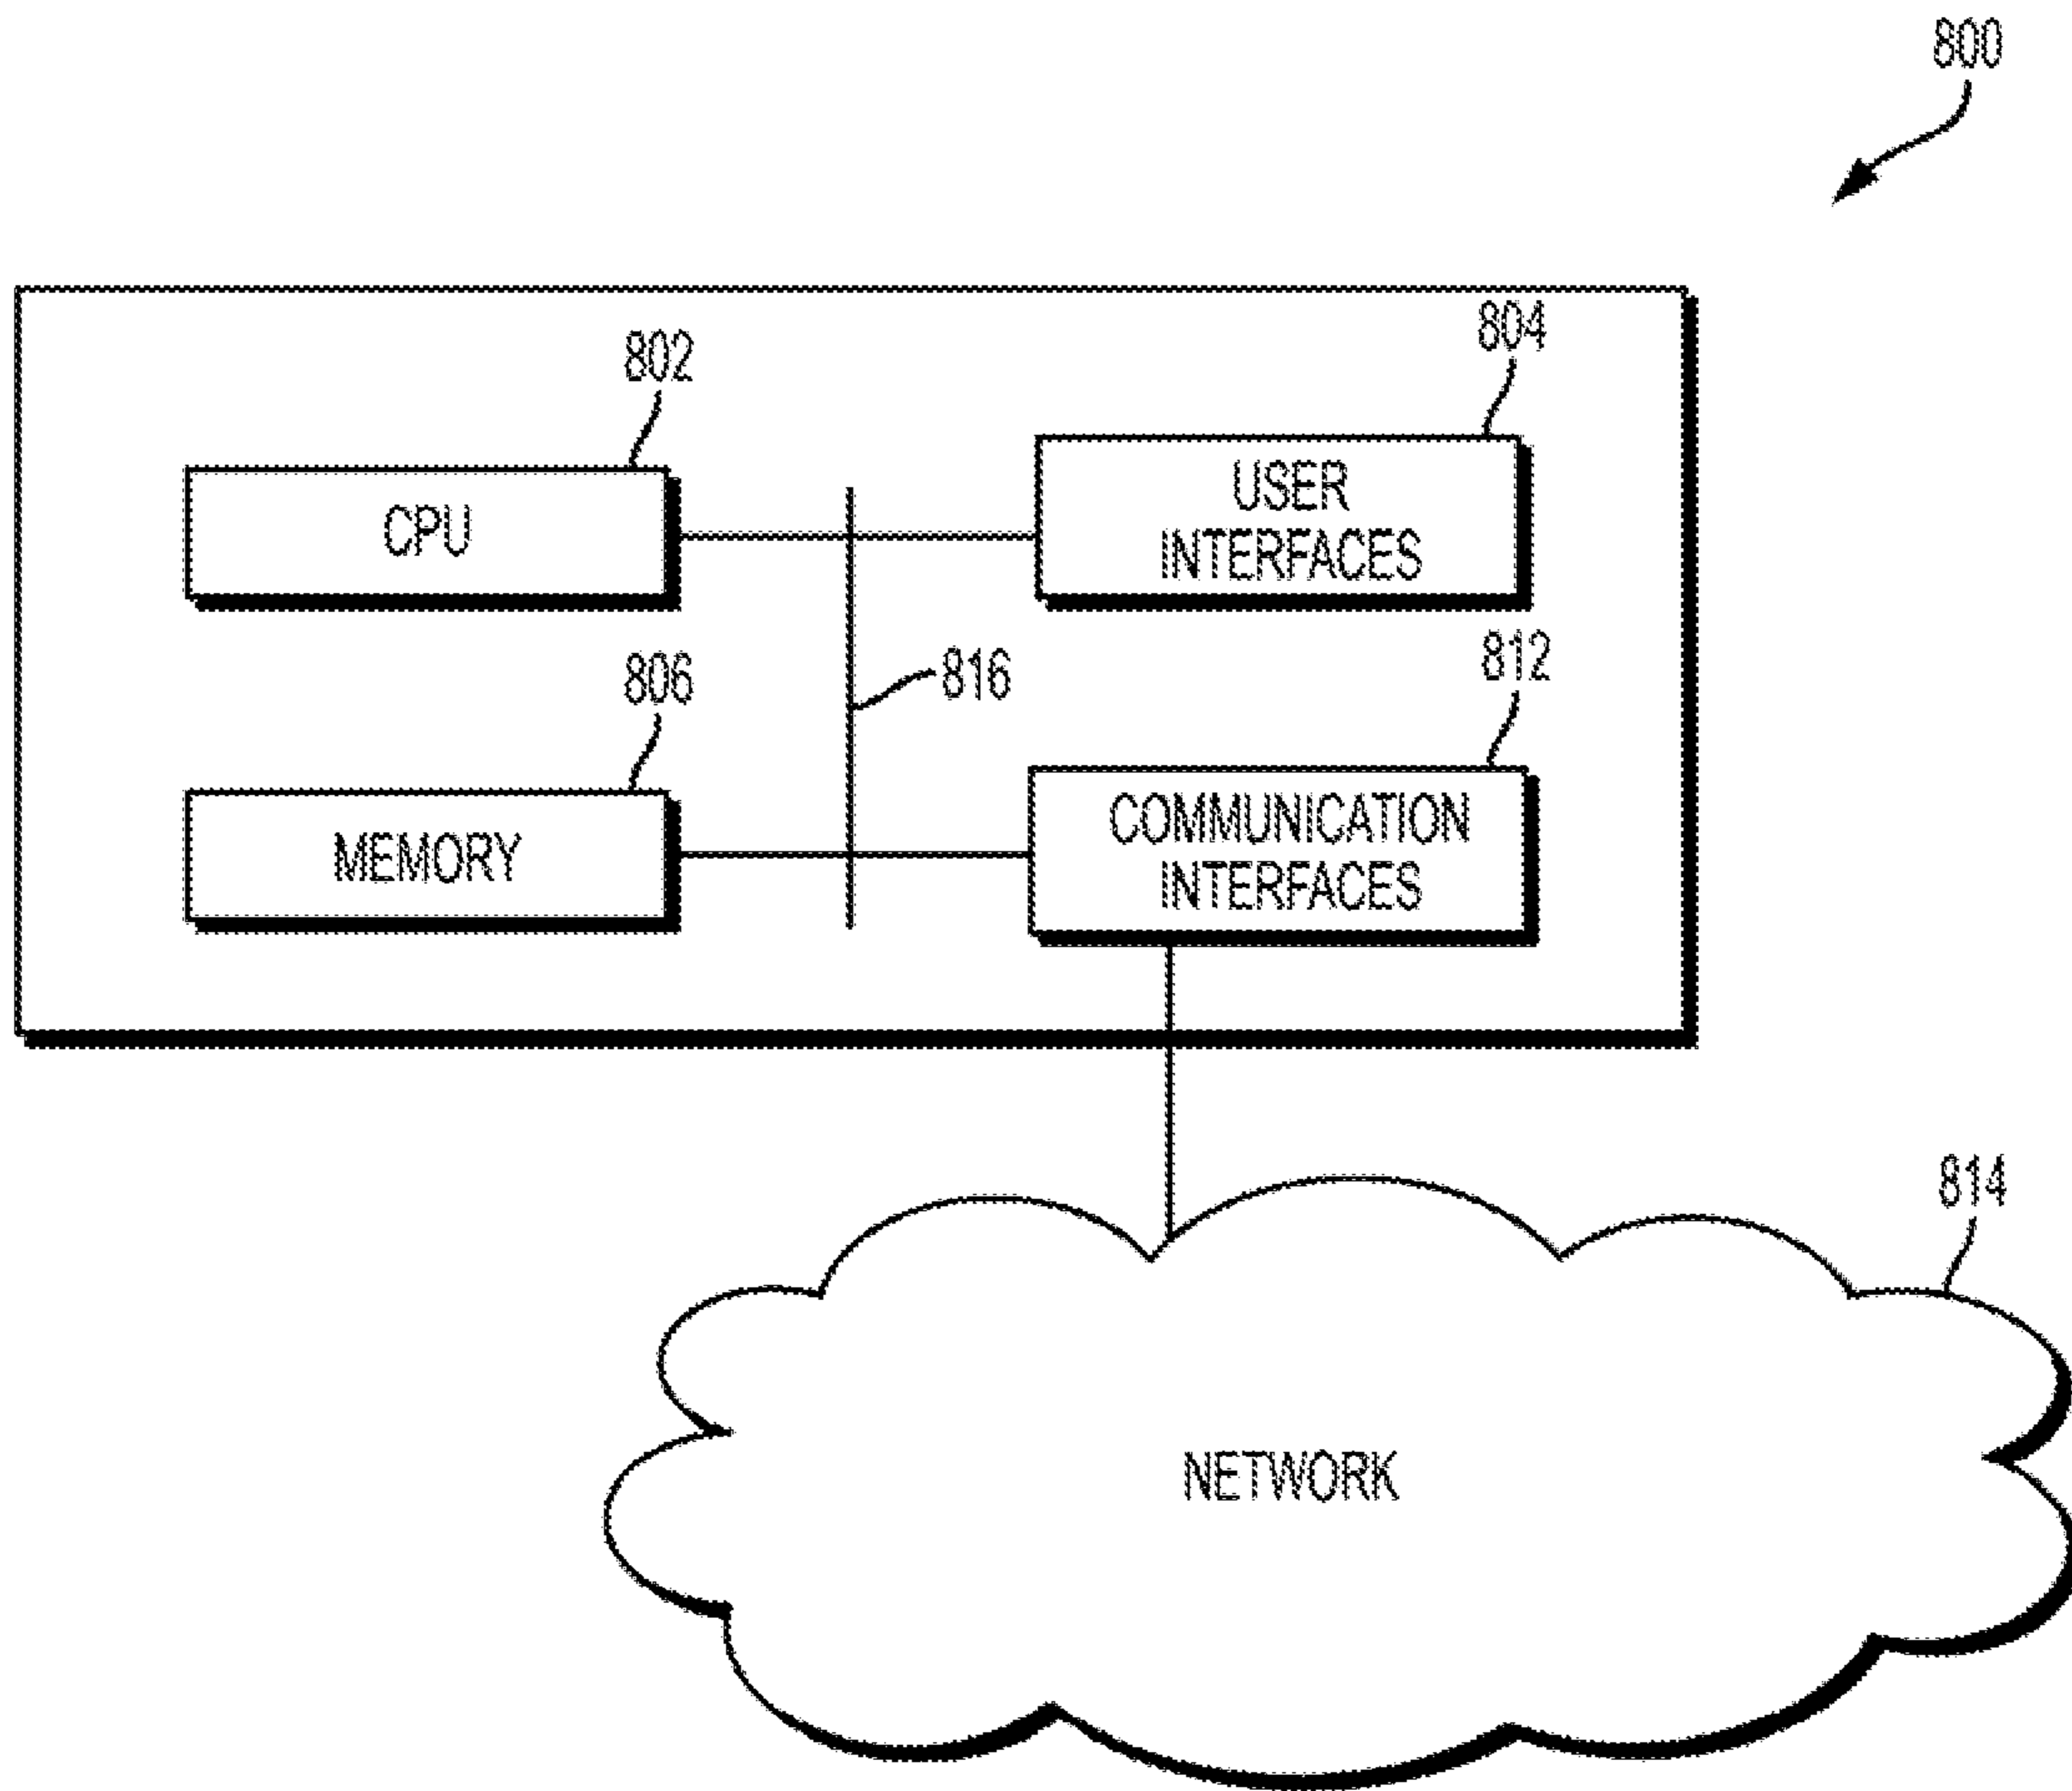 800
802
804
CPU
USER
INTERFACES
806
816
812
MEMORY
COMMUNICATION
INTERFACES
814
NETWORK